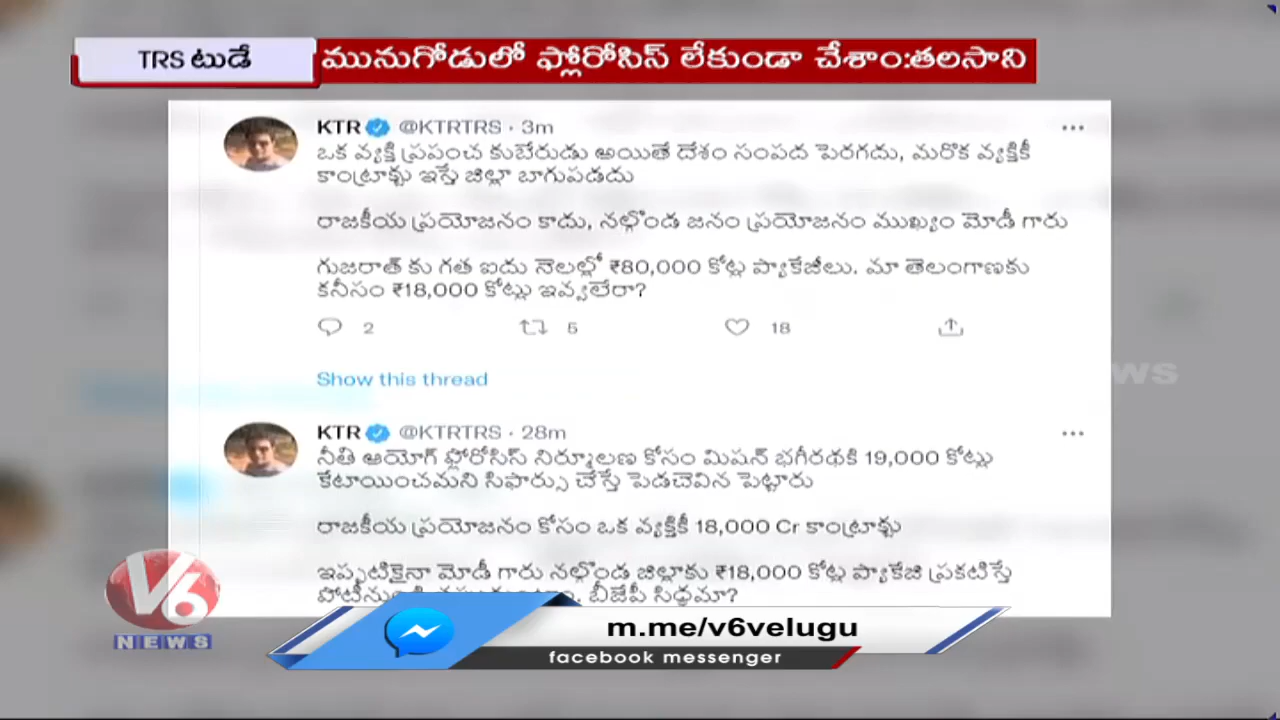 TRS టుడే
మునుగోడులో ఫ్లోరోసిస్ లేకుండా చేశాం:తలసాని
KTR @KTRTRS · 3m
ఒక వ్యక్తి ప్రపంచ కుబేరుడు అయితే దేశం సంపద పెరగదు, మరొక వ్యక్తికీ
కాంట్రాక్టు ఇస్తే జిల్లా బాగుపడదు
రాజకీయ ప్రయోజనం కాదు, నల్గొండ జనం ప్రయోజనం ముఖ్యం మోడీ గారు
గుజరాత్ కు గత ఐదు నెలల్లో ₹80,000 కోట్ల ప్యాకేజీలు. మా తెలంగాణకు
కనీసం ₹18,000 కోట్లు ఇవ్వలేరా?
2 5 18
Show this thread
KTR @KTRTRS · 28m
నీతి ఆయోగ్ ఫ్లోరోసిస్ నిర్మూలణ కోసం మిషన్ భగీరథకి 19,000 కోట్లు
కేటాయించమని సిఫార్సు చేస్తే పెడచెవిన పెట్టారు
రాజకీయ ప్రయోజనం కోసం ఒక వ్యక్తికీ 18,000 Cr కాంట్రాక్టు
ఇప్పటికైనా మోడీ గారు నల్గొండ జిల్లాకు ₹18,000 కోట్ల ప్యాకేజి ప్రకటిస్తే
బీజేపీ సిద్ధమా?
WS
V6
NEWS
m.me/v6velugu
facebook messenger